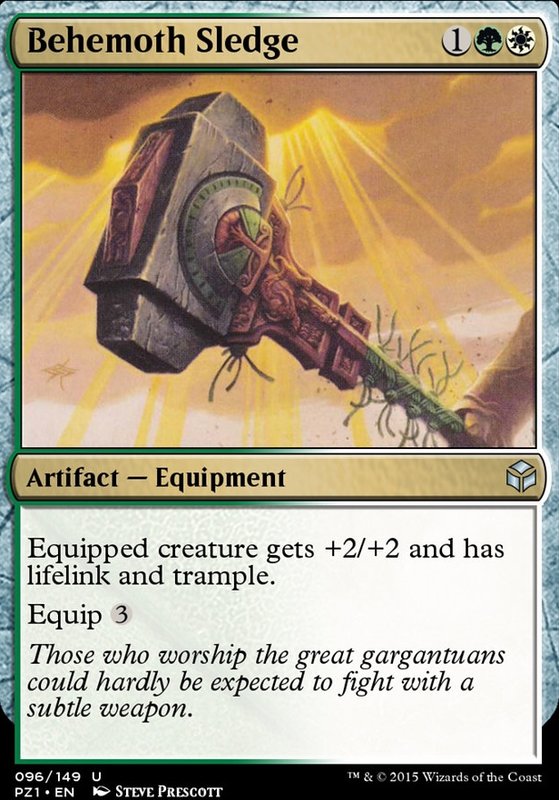 Behemoth Sledge 1
Artifact — Equipment
Equipped creature gets +2/+2 and has
lifelink and trample.
Equip 3
Those who worship the great gargantuans
could hardly be expected to fight with a
subtle weapon.
096/149 U
PZ1 • EN Steve Prescott
™ & © 2015 Wizards of the Coast